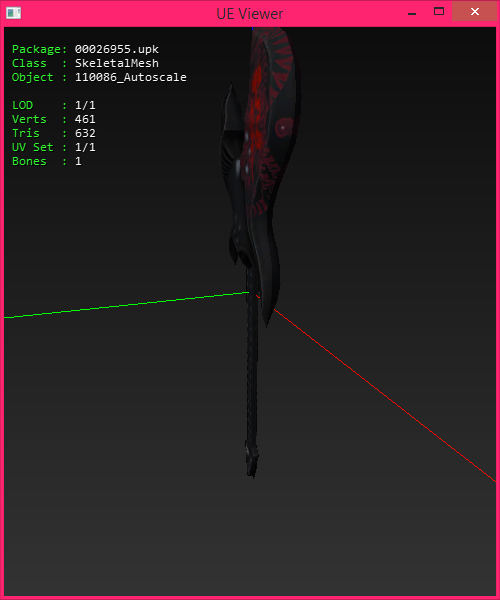 UE Viewer
Package: 00026955.upk
Class : SkeletalMesh
Object : 110086_Autoscale
LOD : 1/1
Verts : 461
Tris : 632
UV Set : 1/1
Bones : 1